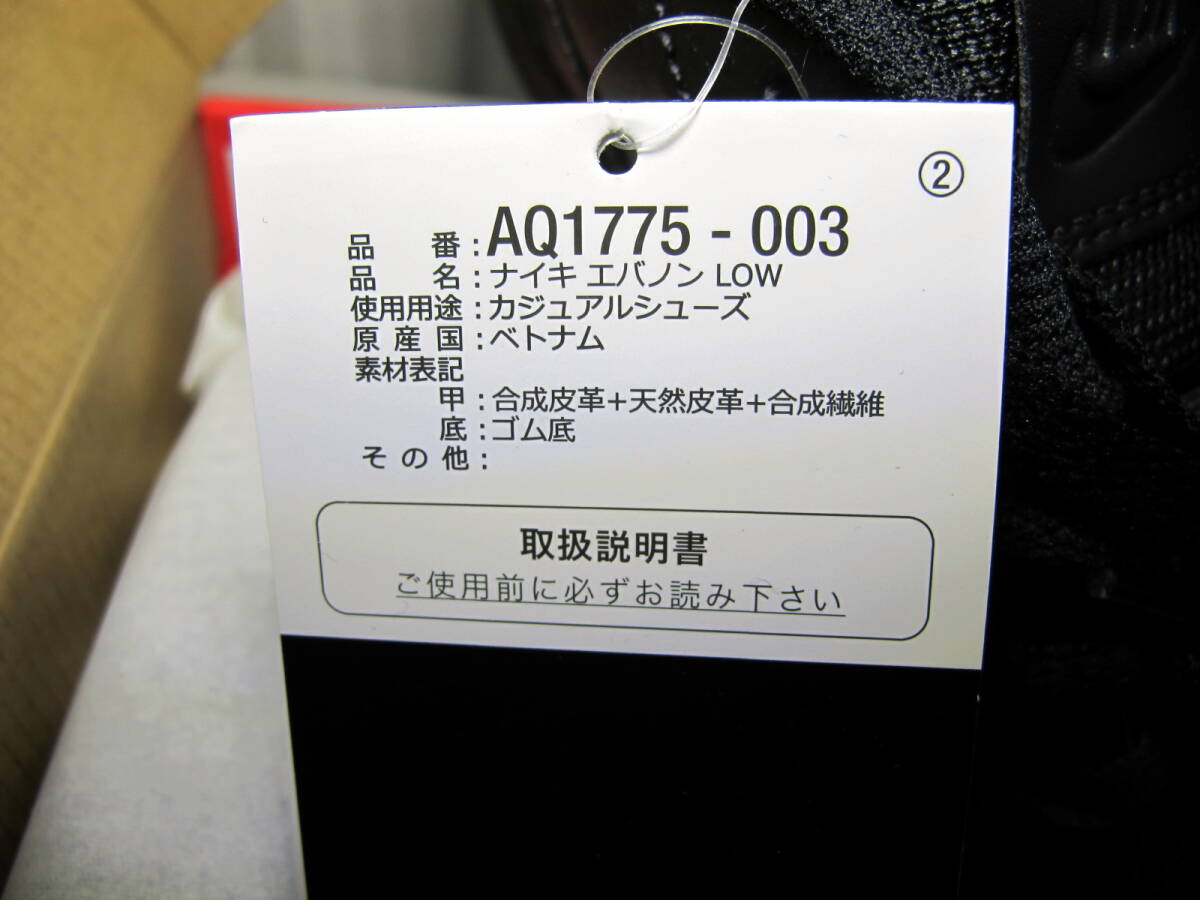 ②
品番:AQ1775 - 003
品名:ナイキ エバノン LOW
使用用途:カジュアルシューズ
原産国:ベトナム
素材表記
甲:合成皮革+天然皮革+合成繊維
底:ゴム底
その他:
取扱説明書
ご使用前に必ずお読み下さい